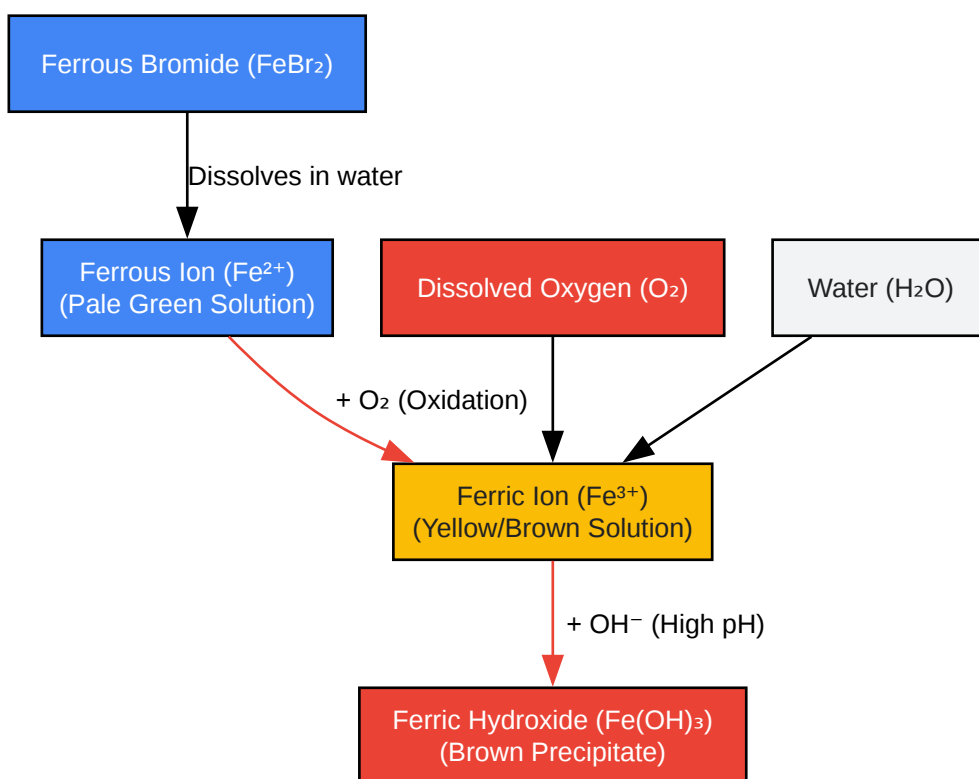 Ferrous Bromide (FeBr₂)
Dissolves in water
Ferrous Ion (Fe²⁺)
(Pale Green Solution)
Dissolved Oxygen (O₂)
Water (H₂O)
+ O₂ (Oxidation)
Ferric Ion (Fe³⁺)
(Yellow/Brown Solution)
+ OH⁻ (High pH)
Ferric Hydroxide (Fe(OH)₃)
(Brown Precipitate)